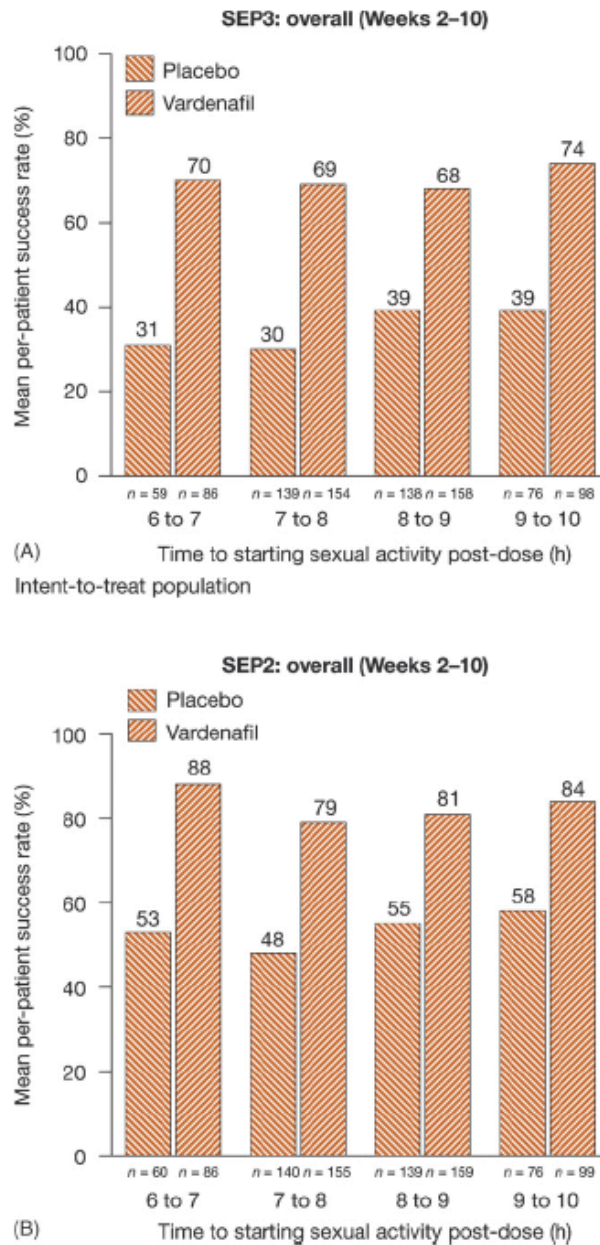 SEP3: overall (Weeks 2–10)
100
Placebo
Vardenafil
80
60
40
20
0
Mean per-patient success rate (%)
31
70
30
69
39
68
39
74
n = 59 n = 86 n = 139 n = 154 n = 138 n = 158 n = 76 n = 98
6 to 7 7 to 8 8 to 9 9 to 10
(A) Time to starting sexual activity post-dose (h)
Intent-to-treat population
SEP2: overall (Weeks 2–10)
Placebo
Vardenafil
100
80
60
40
20
0
Mean per-patient success rate (%)
53
88
48
79
55
81
58
84
n = 60 n = 86 n = 140 n = 155 n = 139 n = 159 n = 76 n = 99
6 to 7 7 to 8 8 to 9 9 to 10
(B) Time to starting sexual activity post-dose (h)